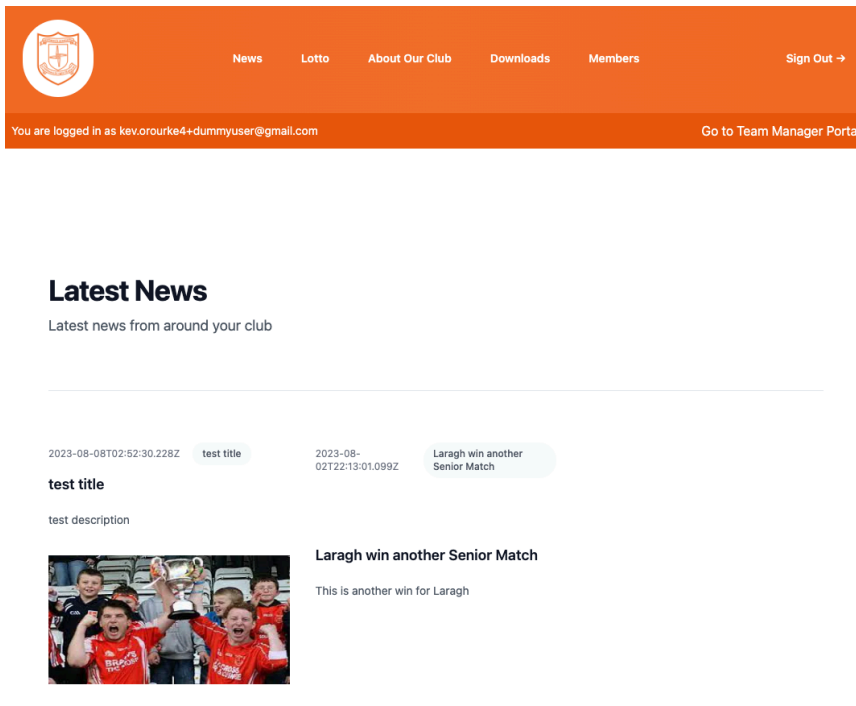 News
Lotto
About Our Club
Downloads
Members
Sign Out →
You are logged in as kev.orourke4+dummyuser@gmail.com
Go to Team Manager Porta
Latest News
Latest news from around your club
2023-08-08T02:52:30.228Z
test title
test title
test description
2023-08-
02T22:13:01.099Z
Laragh win another
Senior Match
Laragh win another Senior Match
This is another win for Laragh